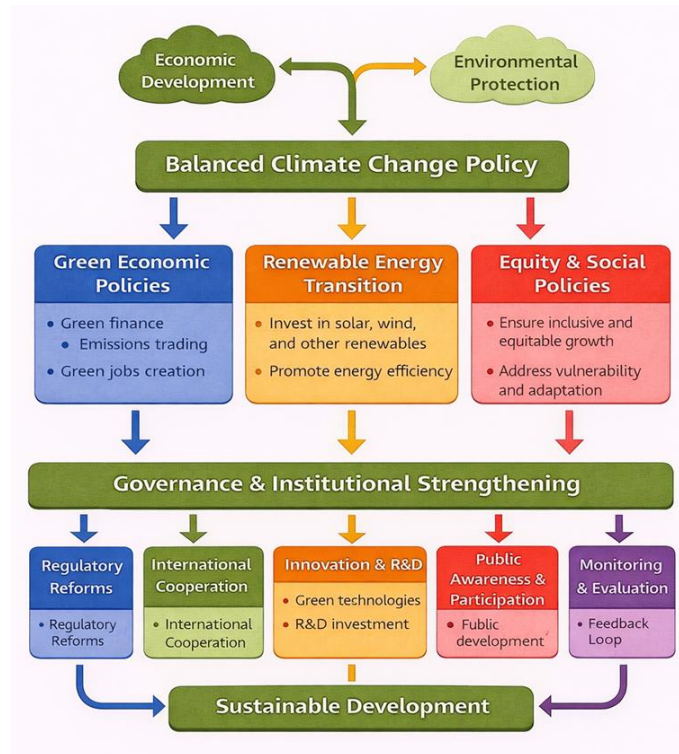 Economic
Development
Environmental
Protection
Balanced Climate Change Policy
Green Economic
Policies
• Green finance
• Emissions trading
• Green jobs creation
Renewable Energy
Transition
• Invest in solar, wind,
and other renewables
• Promote energy efficiency
Equity & Social
Policies
• Ensure inclusive and
equitable growth
• Address vulnerability
and adaptation
Governance & Institutional Strengthening
Regulatory
Reforms
• Regulatory
Reforms
International
Cooperation
• International
Cooperation
Innovation & R&D
• Green technologies
• R&D investment
Public
Awareness &
Participation
• Fublic
development
Monitoring
& Evaluation
• Feedback
Loop
Sustainable Development